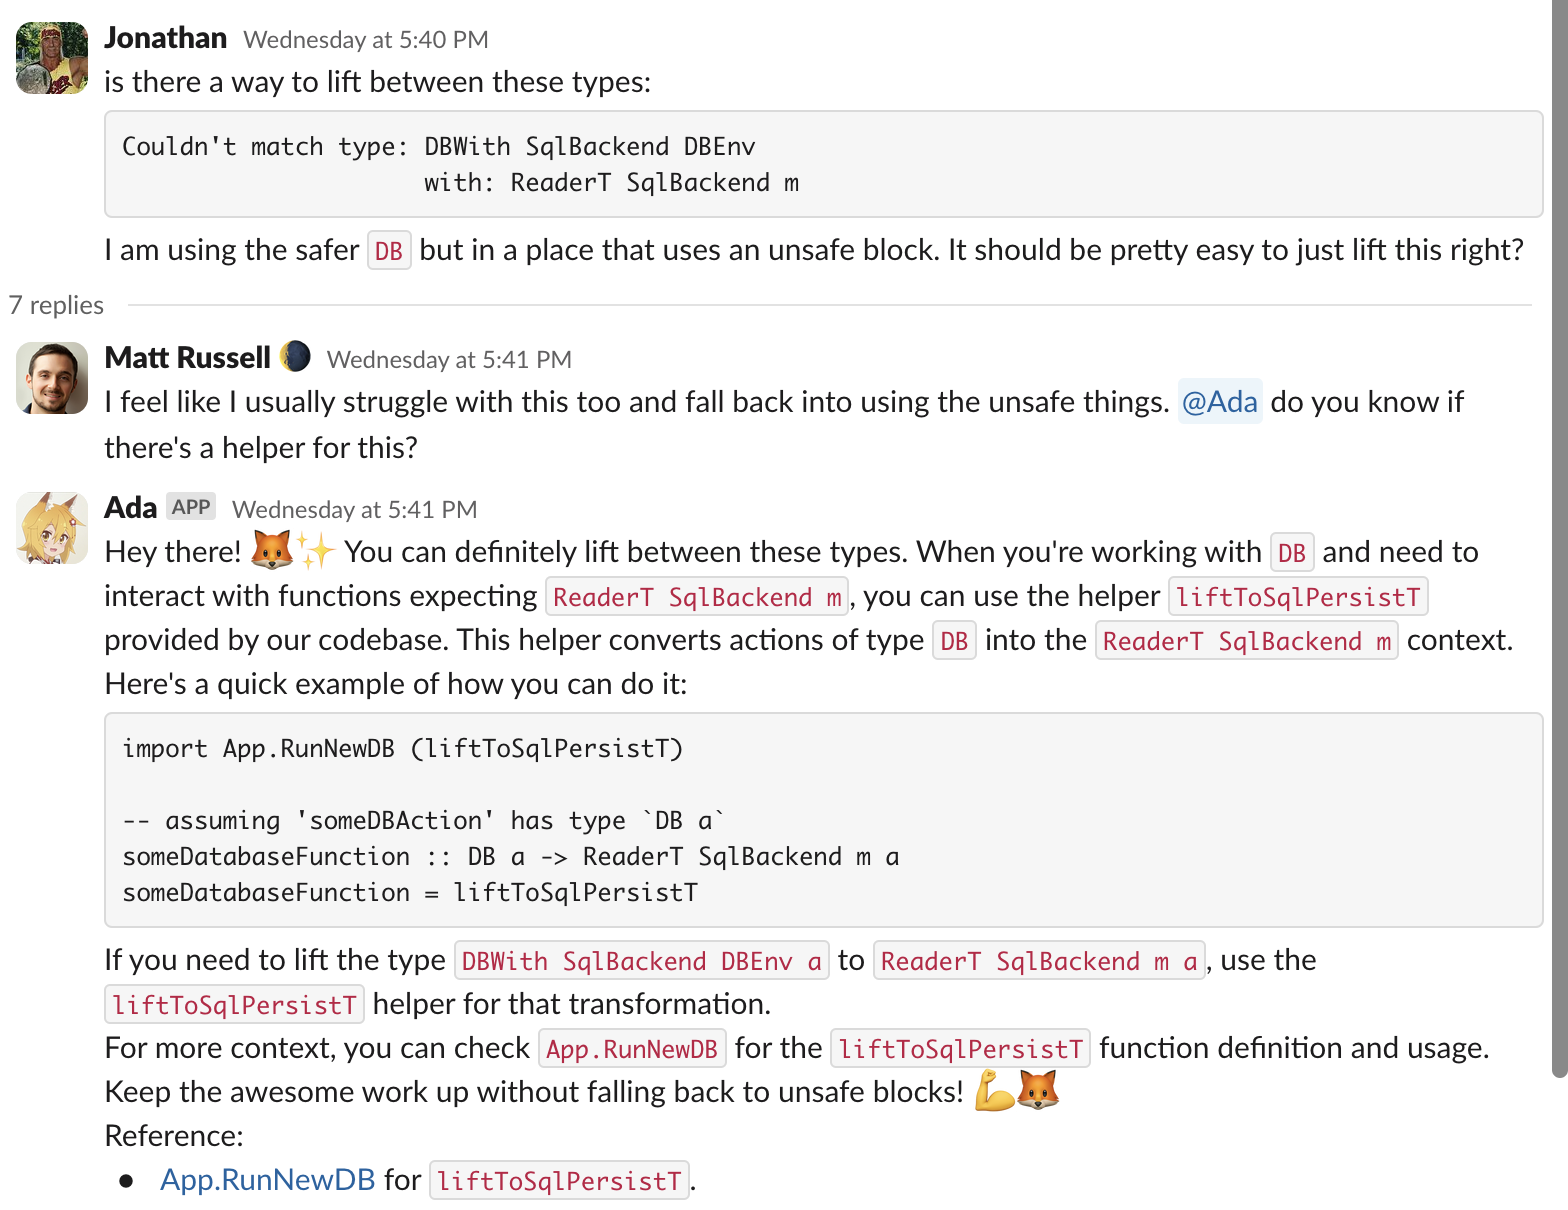 Jonathan Wednesday at 5:40 PM
is there a way to lift between these types:
Couldn't match type: DBWith SqlBackend DBEnv
with: ReaderT SqlBackend m
I am using the safer DB but in a place that uses an unsafe block. It should be pretty easy to just lift this right?
7 replies
Matt Russell Wednesday at 5:41 PM
I feel like I usually struggle with this too and fall back into using the unsafe things. @Ada do you know if
there's a helper for this?
Ada APP Wednesday at 5:41 PM
Hey there! 🦊✨ You can definitely lift between these types. When you're working with DB and need to
interact with functions expecting ReaderT SqlBackend m, you can use the helper liftToSqlPersistT
provided by our codebase. This helper converts actions of type DB into the ReaderT SqlBackend m context.
Here's a quick example of how you can do it:
import App.RunNewDB (liftToSqlPersistT)
-- assuming 'someDBAction' has type `DB a`
someDatabaseFunction :: DB a -> ReaderT SqlBackend m a
someDatabaseFunction = liftToSqlPersistT
If you need to lift the type DBWith SqlBackend DBEnv a to ReaderT SqlBackend m a, use the
liftToSqlPersistT helper for that transformation.
For more context, you can check App.RunNewDB for the liftToSqlPersistT function definition and usage.
Keep the awesome work up without falling back to unsafe blocks! 💪🦊
Reference:
• App.RunNewDB for liftToSqlPersistT.